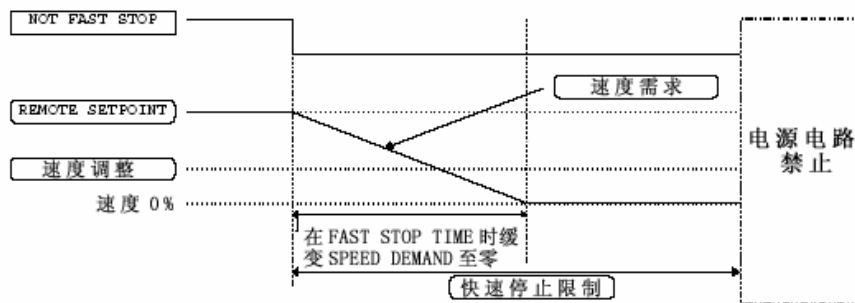 NOT FAST STOP
速度需求
REMOTE SETPOINT
速度调整
速度 0%
电源电路
禁止
在 FAST STOP TIME 时缓
变 SPEED DEMAND 至零
快速停止限制